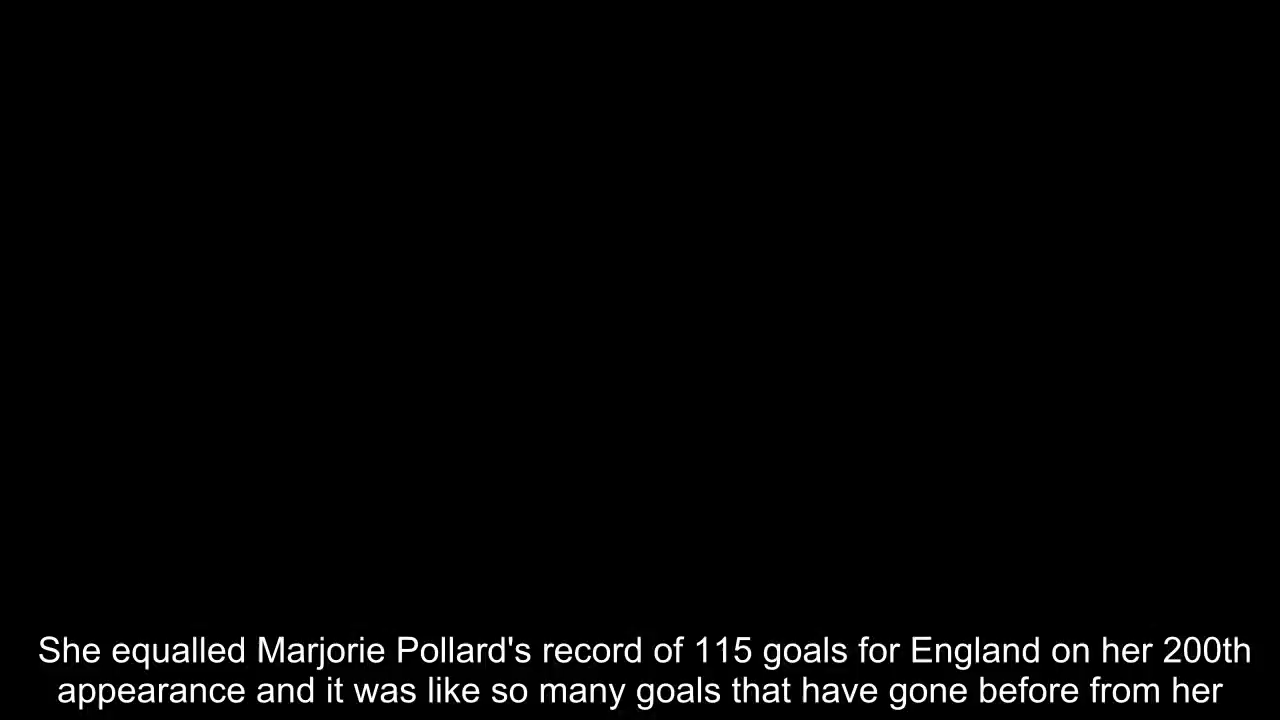 She equalled Marjorie Pollard's record of 115 goals for England on her 200th
appearance and it was like so many goals that have gone before from her